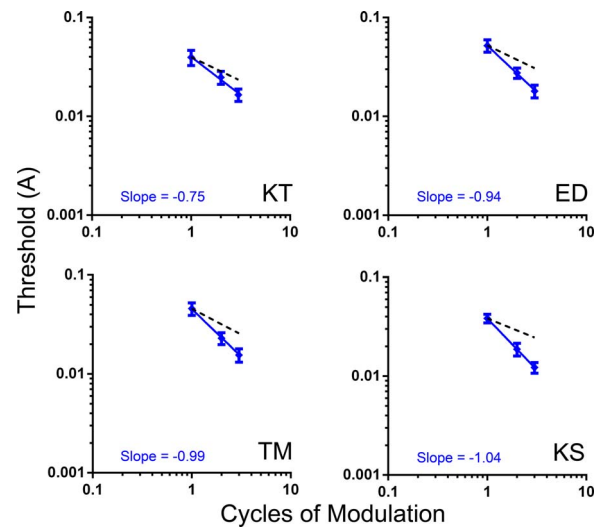 0.1
0.01
0.001
0.1
1
10
Slope = -0.75
KT
0.1
0.01
0.001
0.1
1
10
Slope = -0.94
ED
0.1
0.01
0.001
0.1
1
10
Slope = -0.99
TM
0.1
0.01
0.001
0.1
1
10
Slope = -1.04
KS
Threshold (A)
Cycles of Modulation